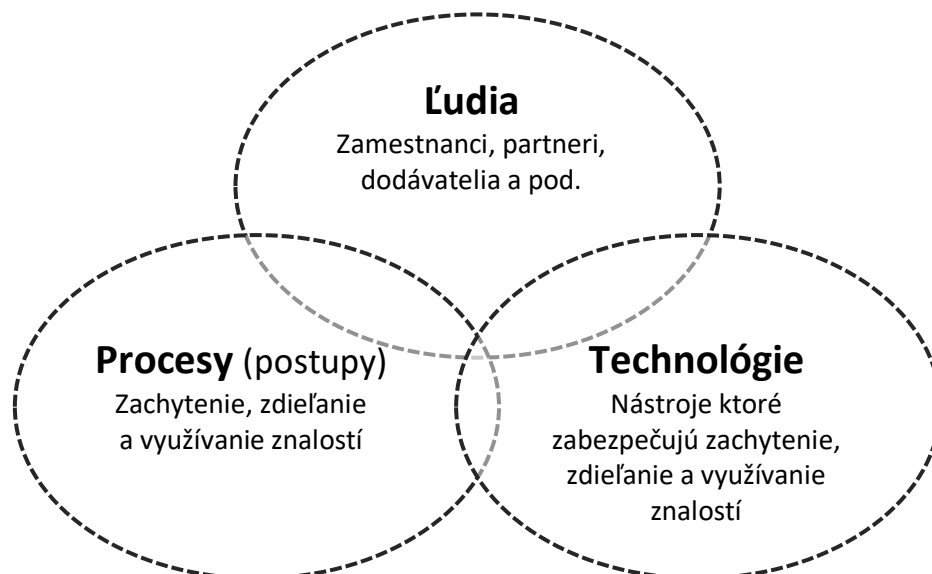 Ľudia
Zamestnanci, partneri,
dodávatelia a pod.
Procesy (postupy)
Zachytenie, zdieľanie
a využívanie znalostí
Technológie
Nástroje ktoré
zabezpečujú zachytenie,
zdieľanie a využívanie
znalostí